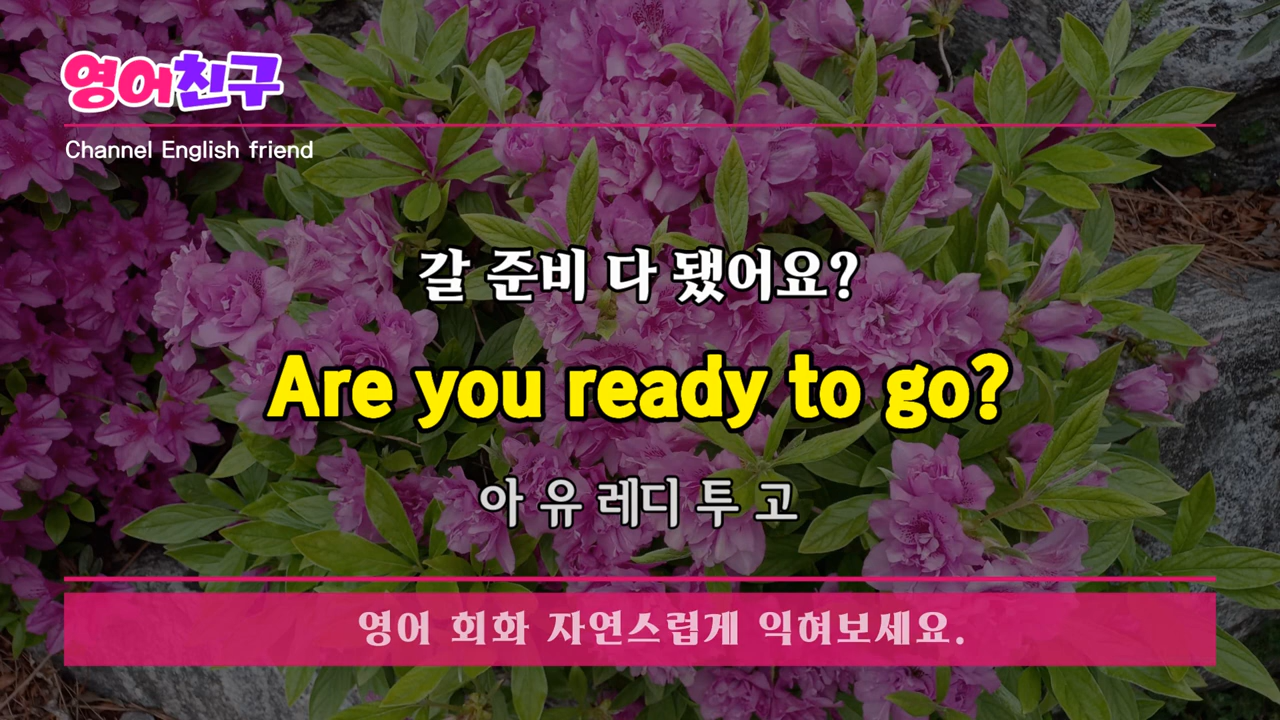 영어친구
Channel English friend
갈 준비 다 됐어요?
Are you ready to go?
아 유 레디 투 고
영어 회화 자연스럽게 익혀보세요.